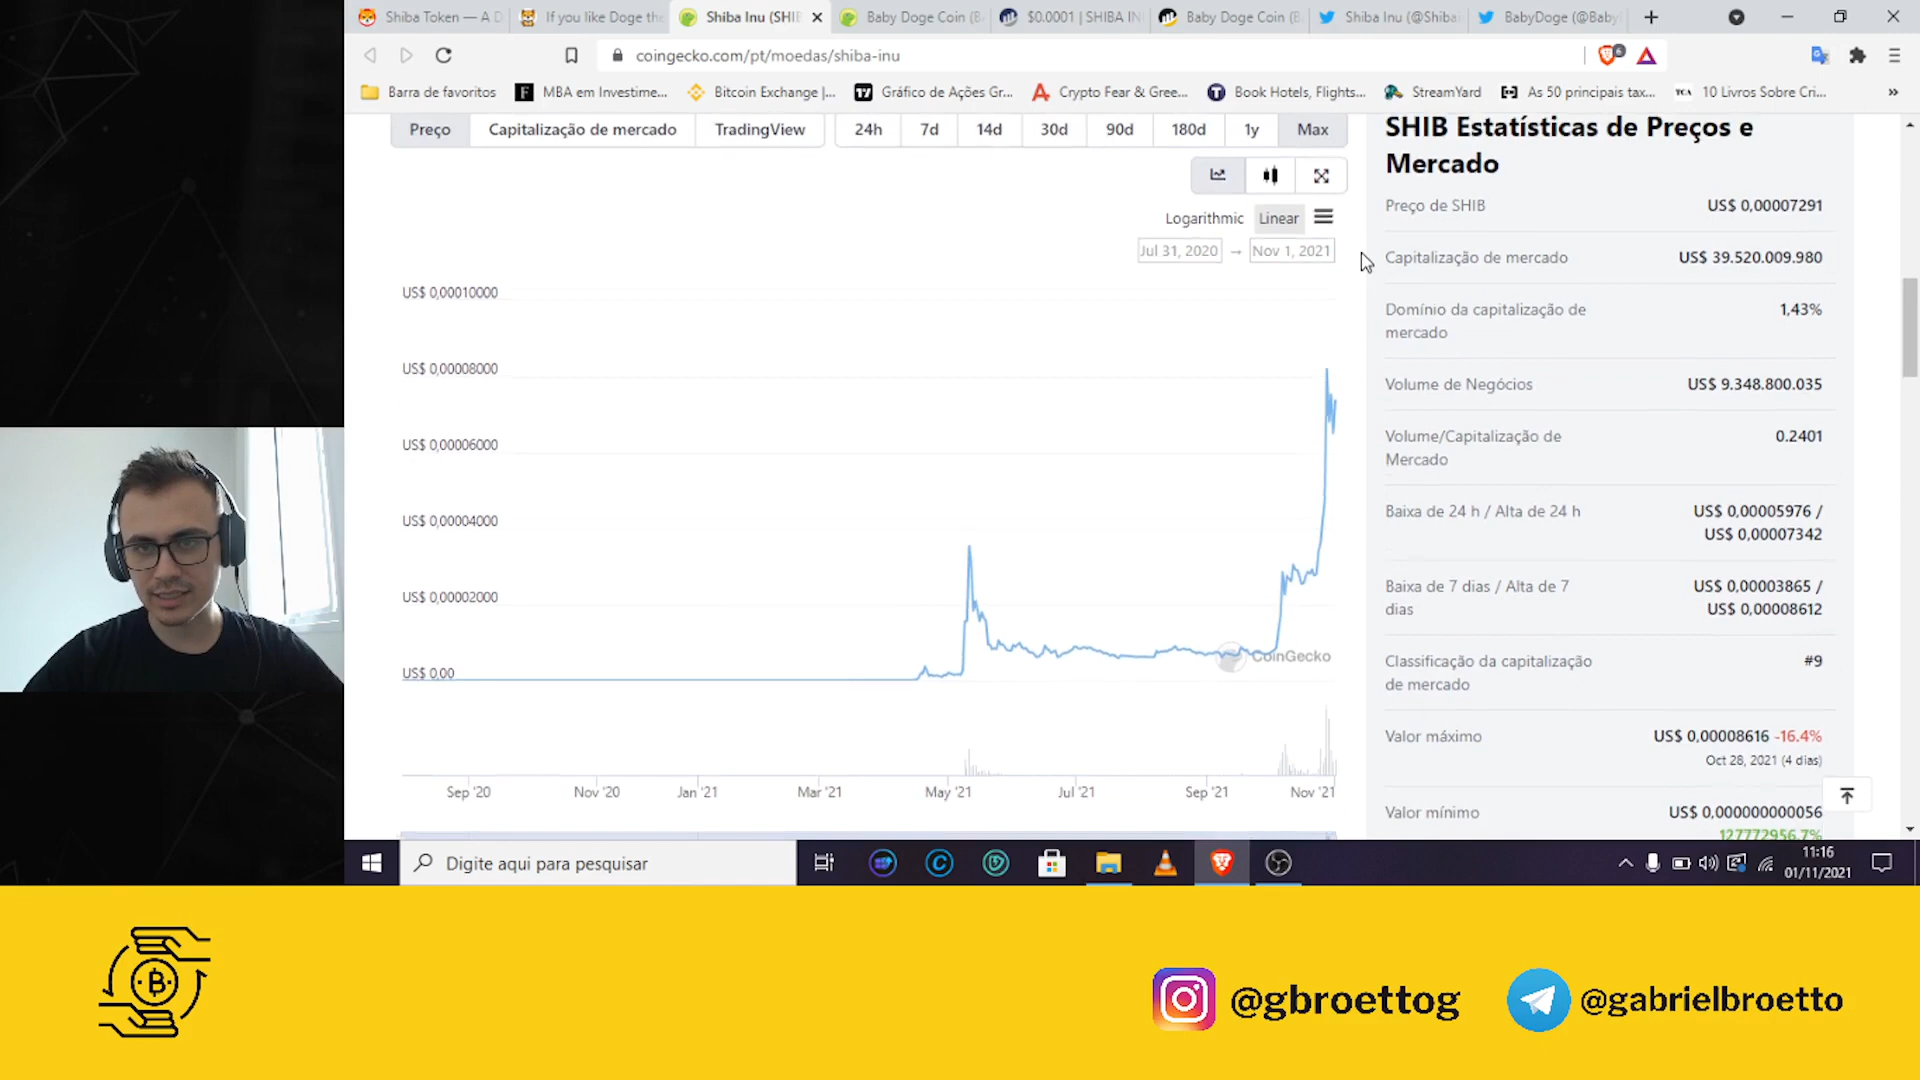 Shiba Token — A D
If you like Doge the
Shiba Inu (SHIB
Baby Doge Coin (B
$0.0001 | SHIBA IN
Baby Doge Coin (B
Shiba Inu (@Shiba
BabyDoge (@Baby
coingecko.com/pt/moedas/shiba-inu
6
Barra de favoritos
F
MBA em Investime...
Bitcoin Exchange |...
Gráfico de Ações Gr...
Crypto Fear & Gree...
Book Hotels, Flights...
StreamYard
As 50 principais tax...
TCA
10 Livros Sobre Cri...
»
Preço
Capitalização de mercado
TradingView
24h
7d
14d
30d
90d
180d
1y
Max
Logarithmic
Linear
Jul 31, 2020 → Nov 1, 2021
US$ 0,00010000
US$ 0,00008000
US$ 0,00006000
US$ 0,00004000
US$ 0,00002000
US$ 0,00
CoinGecko
Sep '20
Nov '20
Jan '21
Mar '21
May '21
Jul '21
Sep '21
Nov '21
SHIB Estatísticas de Preços e
Mercado
Preço de SHIB
US$ 0,00007291
Capitalização de mercado
US$ 39.520.009.980
Domínio da capitalização de
mercado
1,43%
Volume de Negócios
US$ 9.348.800.035
Volume/Capitalização de
Mercado
0.2401
Baixa de 24 h / Alta de 24 h
US$ 0,00005976 /
US$ 0,00007342
Baixa de 7 dias / Alta de 7
dias
US$ 0,00003865 /
US$ 0,00008612
Classificação da capitalização
de mercado
#9
Valor máximo
US$ 0,00008616 -16.4%
Oct 28, 2021 (4 dias)
Valor mínimo
US$ 0,000000000056
127772956.7%
Digite aqui para pesquisar
11:16
01/11/2021
@gbroettog
@gabrielbroetto